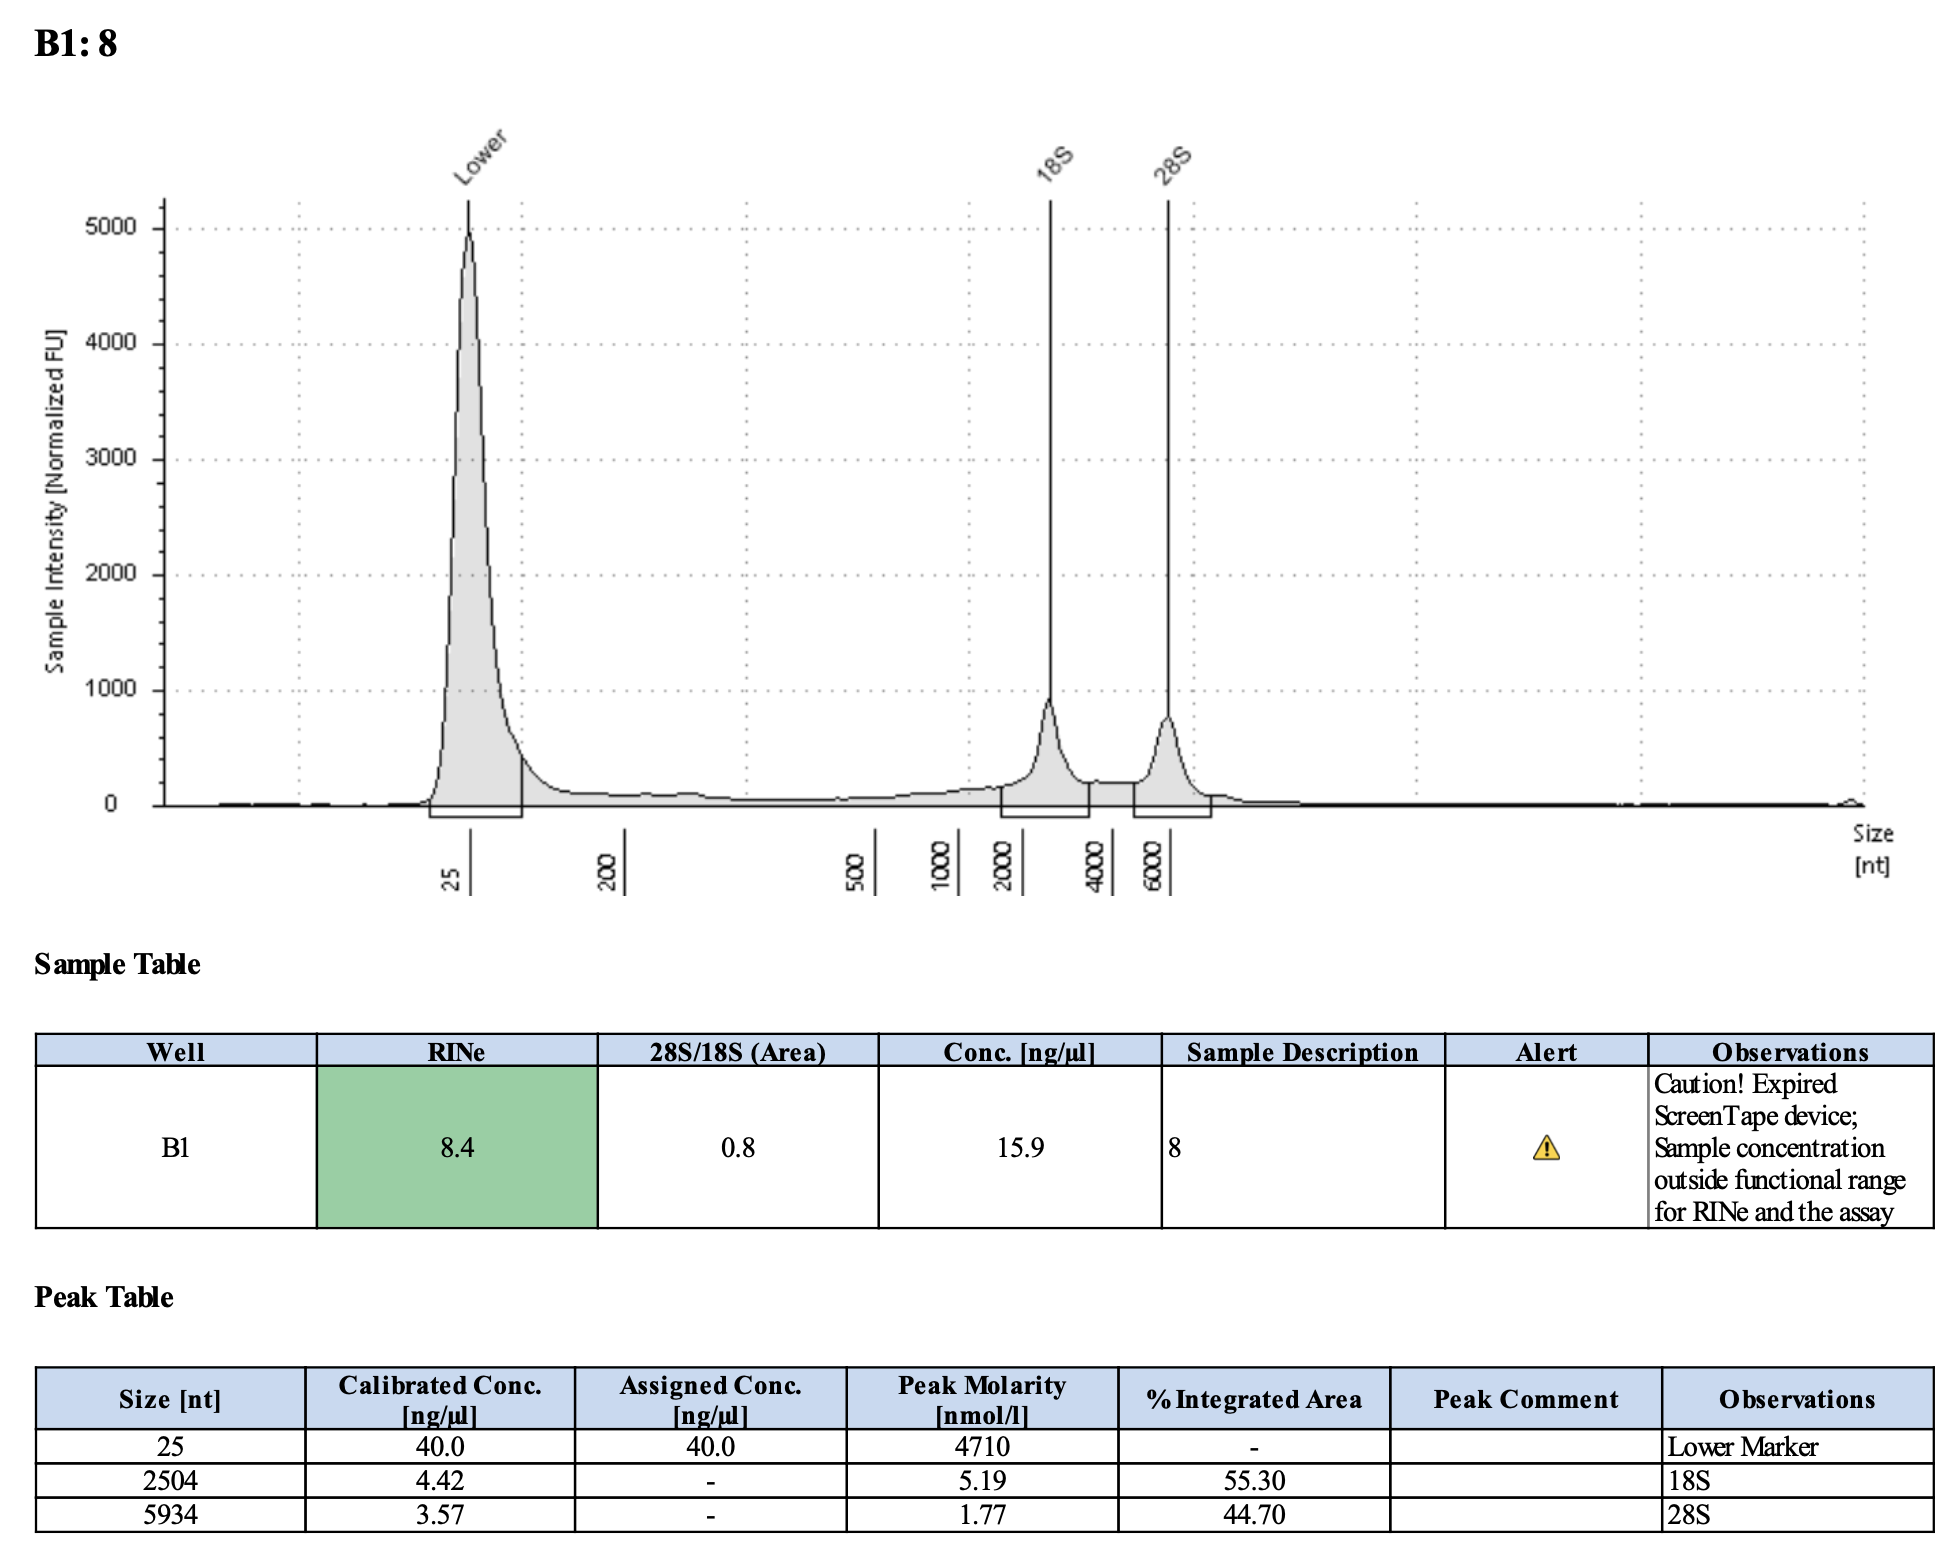 B1: 8
Lower
18S
28S
Sample Intensity [Normalized FU]
5000
4000
3000
2000
1000
0
25
200
500
1000
2000
4000
6000
Size
[nt]
Sample Table
Well RINe 28S/18S (Area) Conc. [ng/µl] Sample Description Alert Observations
B1 8.4 0.8 15.9 8 Caution! Expired
ScreenTape device;
Sample concentration
outside functional range
for RINe and the assay
Peak Table
Size [nt] Calibrated Conc. [ng/µl] Assigned Conc. [ng/µl] Peak Molarity [nmol/l] % Integrated Area Peak Comment Observations
25 40.0 40.0 4710 - Lower Marker
2504 4.42 - 5.19 55.30 18S
5934 3.57 - 1.77 44.70 28S